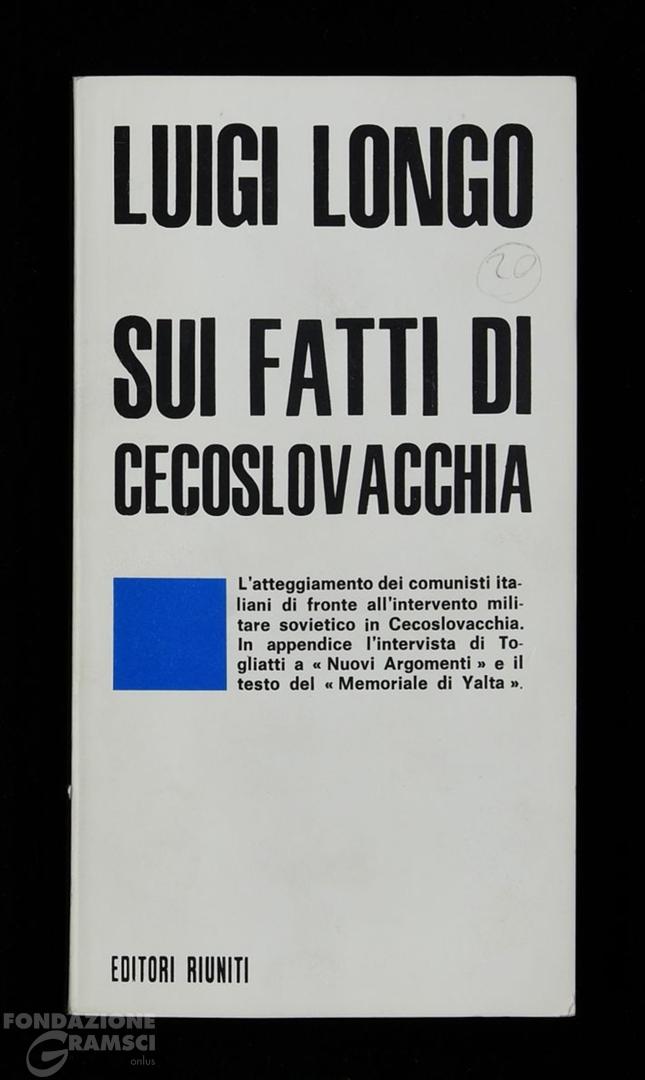 LUIGI LONGO
20
SUI FATTI DI
CECOSLOVACCHIA
L'atteggiamento dei comunisti ita-
liani di fronte all'intervento mili-
tare sovietico in Cecoslovacchia.
In appendice l'intervista di To-
gliatti a « Nuovi Argomenti » e il
testo del « Memoriale di Yalta ».
EDITORI RIUNITI
FONDAZIONE
GRAMSCI
onlus